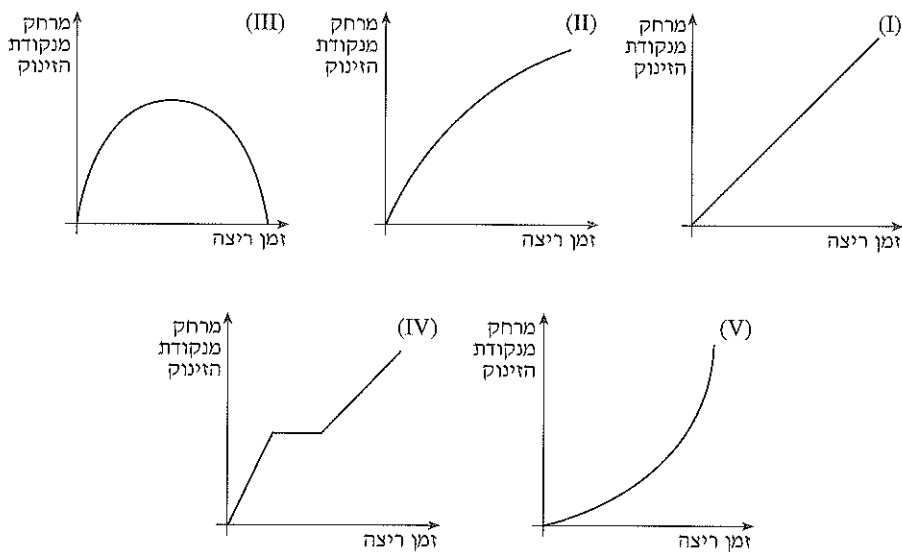 (I)
מרחק
מנקודת
הזינוק
זמן ריצה
(II)
מרחק
מנקודת
הזינוק
זמן ריצה
(III)
מרחק
מנקודת
הזינוק
זמן ריצה
(IV)
מרחק
מנקודת
הזינוק
זמן ריצה
(V)
מרחק
מנקודת
הזינוק
זמן ריצה